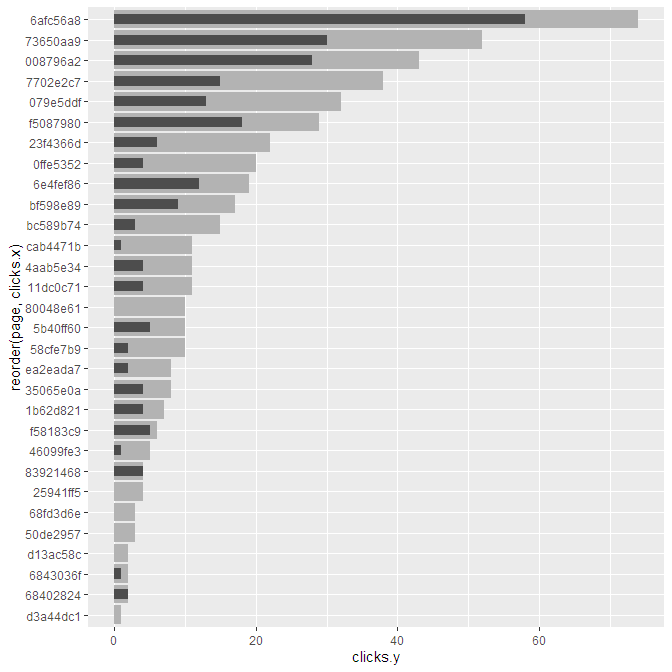 6afc56a8
73650aa9
008796a2
7702e2c7
079e5ddf
f5087980
23f4366d
0ffe5352
6e4fef86
bf598e89
bc589b74
cab4471b
4aab5e34
11dc0c71
80048e61
5b40ff60
58cfe7b9
ea2eada7
35065e0a
1b62d821
f58183c9
46099fe3
83921468
25941ff5
68fd3d6e
50de2957
d13ac58c
6843036f
68402824
d3a44dc1
reorder(page, clicks.x)
0 20 40 60
clicks.y